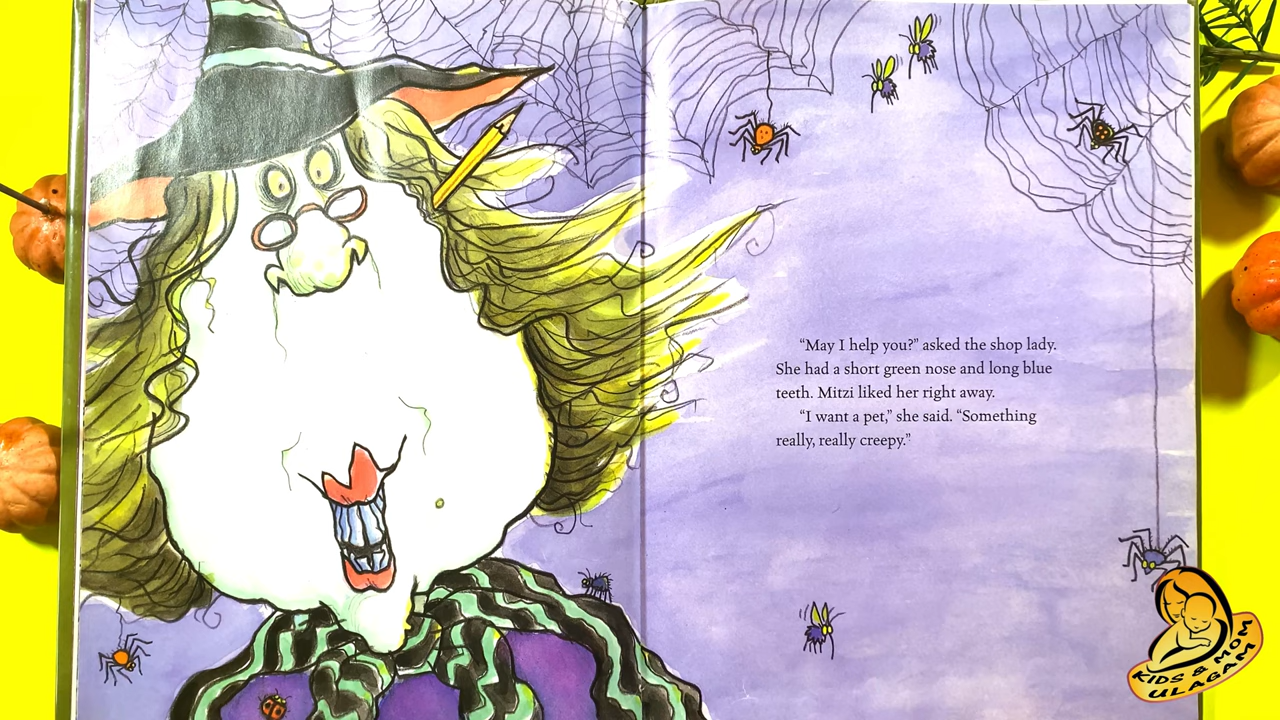 “May I help you?” asked the shop lady.
She had a short green nose and long blue
teeth. Mitzi liked her right away.
“I want a pet,” she said. “Something
really, really creepy.”
KIDS & MOM
ULAGAM